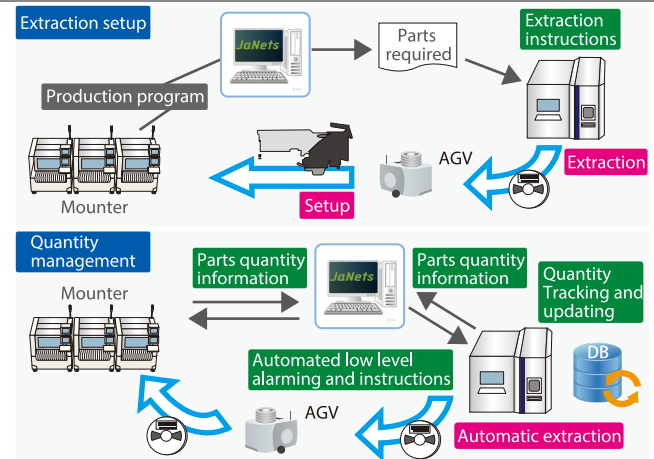 Extraction setup
JaNets
Parts
required
Extraction
instructions
Production program
AGV
Extraction
Mounter
Setup
Quantity
management
Parts quantity
information
JaNets
Parts quantity
information
Quantity
Tracking and
updating
Mounter
DB
Automated low level
alarming and instructions
AGV
Automatic extraction